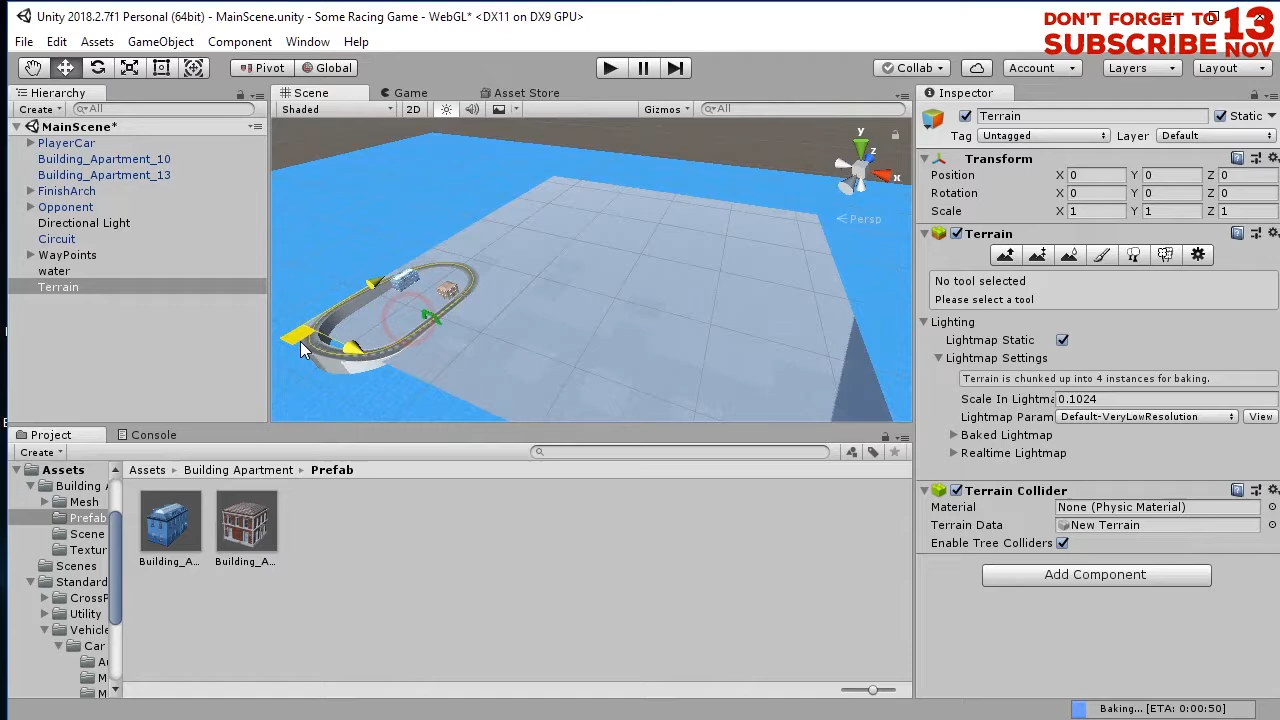 Unity 2018.2.7f1 Personal (64bit) - MainScene.unity - Some Racing Game - WebGL* <DX11 on DX9 GPU>
DON'T FORGET TO
SUBSCRIBE
13
NOV
File Edit Assets GameObject Component Window Help
Pivot Global Collab Account Layers Layout
Hierarchy
Create All
MainScene*
PlayerCar
Building_Apartment_10
Building_Apartment_13
FinishArch
Opponent
Directional Light
Circuit
WayPoints
water
Terrain
Scene Game Asset Store
Shaded 2D Gizmos All
y
z
x
Persp
Inspector
Terrain Static
Tag Untagged Layer Default
Transform
Position X 0 Y 0 Z 0
Rotation X 0 Y 0 Z 0
Scale X 1 Y 1 Z 1
Terrain
No tool selected
Please select a tool
Lighting
Lightmap Static
Lightmap Settings
Terrain is chunked up into 4 instances for baking.
Scale In Lightma 0.1024
Lightmap Param Default-VeryLowResolution View
Baked Lightmap
Realtime Lightmap
Terrain Collider
Material None (Physic Material)
Terrain Data New Terrain
Enable Tree Colliders
Add Component
Project Console
Create
Assets
Building A
Mesh
Prefab
Scene
Textur
Scenes
Standard
CrossP
Utility
Vehicle
Car
A
M
M
Assets Building Apartment Prefab
Building_A... Building_A...
Baking... [ETA: 0:00:50]